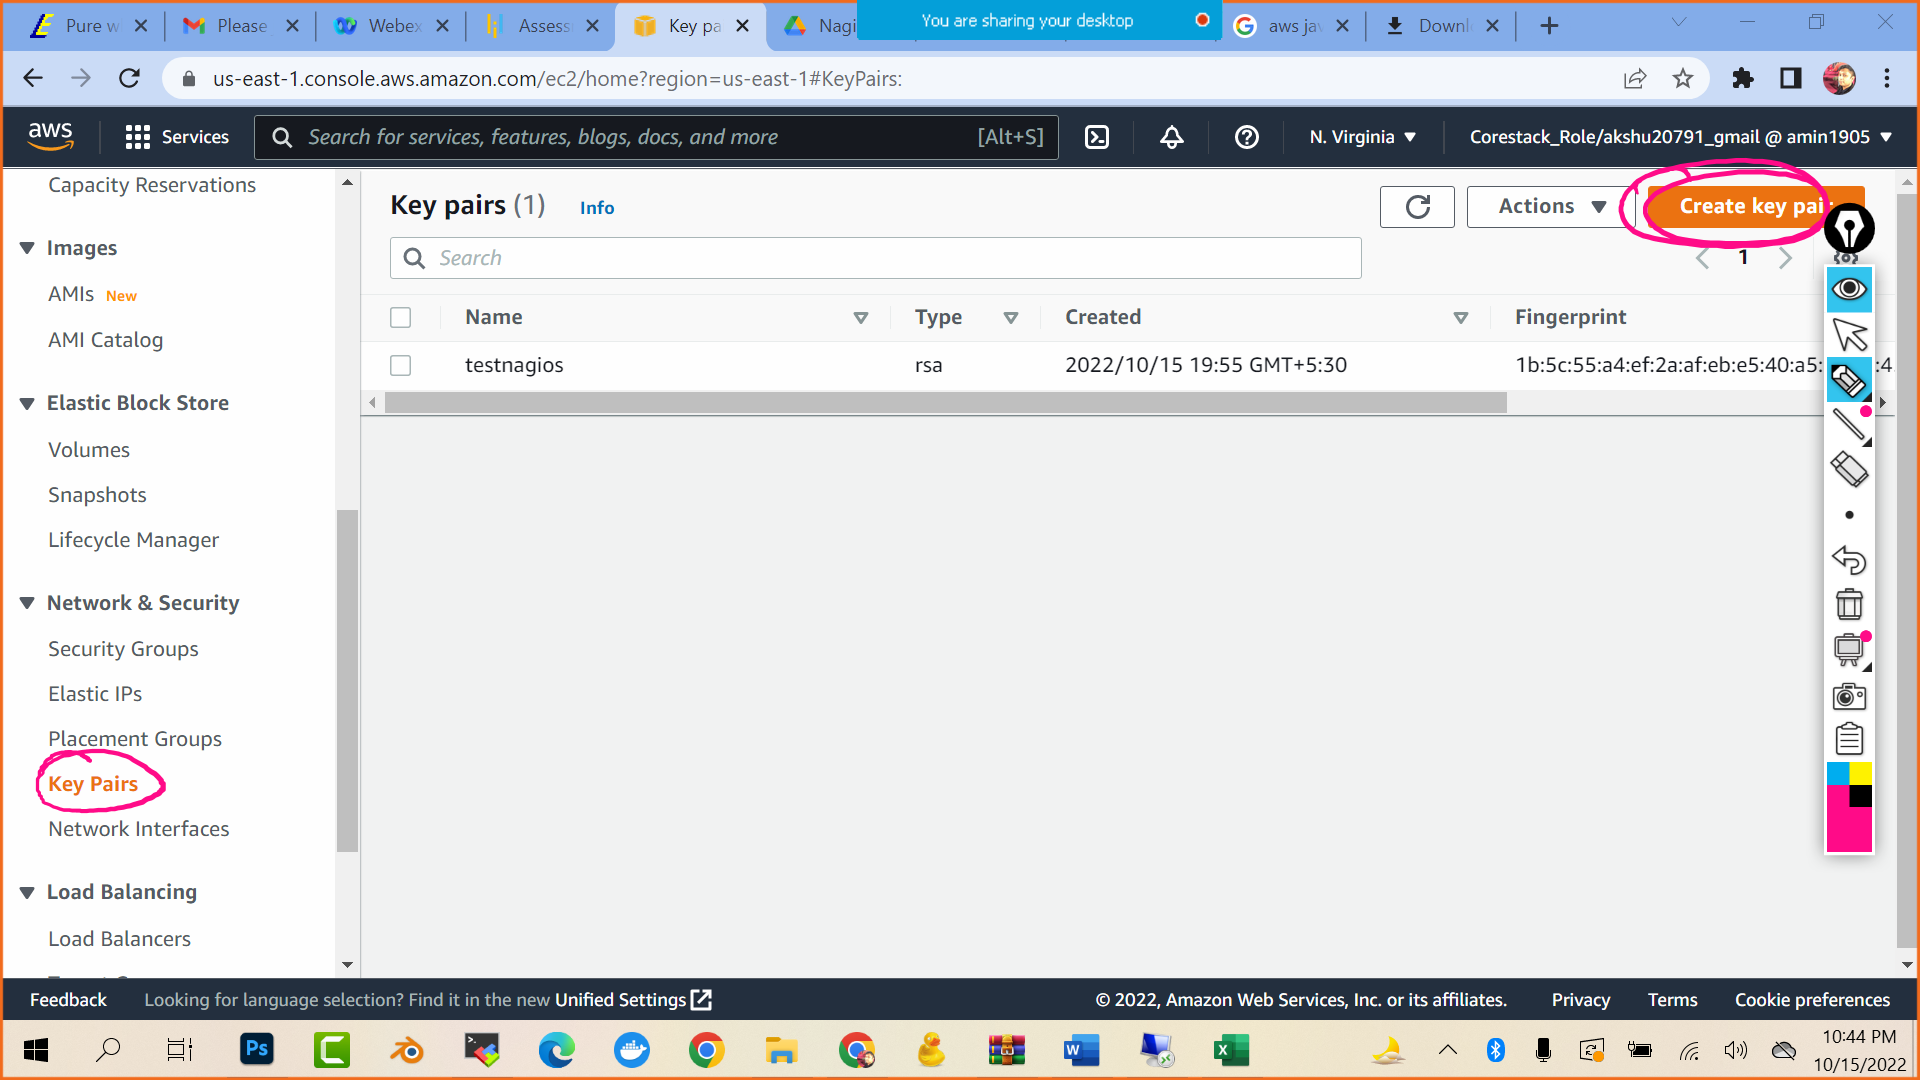 Pure w
Please
Webex
Assess
Key pa
Nagi
You are sharing your desktop
aws jav
Downl
us-east-1.console.aws.amazon.com/ec2/home?region=us-east-1#KeyPairs:
aws
Services
Search for services, features, blogs, docs, and more
[Alt+S]
N. Virginia
Corestack_Role/akshu20791_gmail @ amin1905
Capacity Reservations
Images
AMIs New
AMI Catalog
Elastic Block Store
Volumes
Snapshots
Lifecycle Manager
Network & Security
Security Groups
Elastic IPs
Placement Groups
Key Pairs
Network Interfaces
Load Balancing
Load Balancers
Key pairs (1) Info
Actions
Create key pair
Search
1
Name Type Created Fingerprint
testnagios rsa 2022/10/15 19:55 GMT+5:30 1b:5c:55:a4:ef:2a:af:eb:e5:40:a5: :4
Feedback
Looking for language selection? Find it in the new Unified Settings
© 2022, Amazon Web Services, Inc. or its affiliates.
Privacy
Terms
Cookie preferences
Ps
10:44 PM
10/15/2022